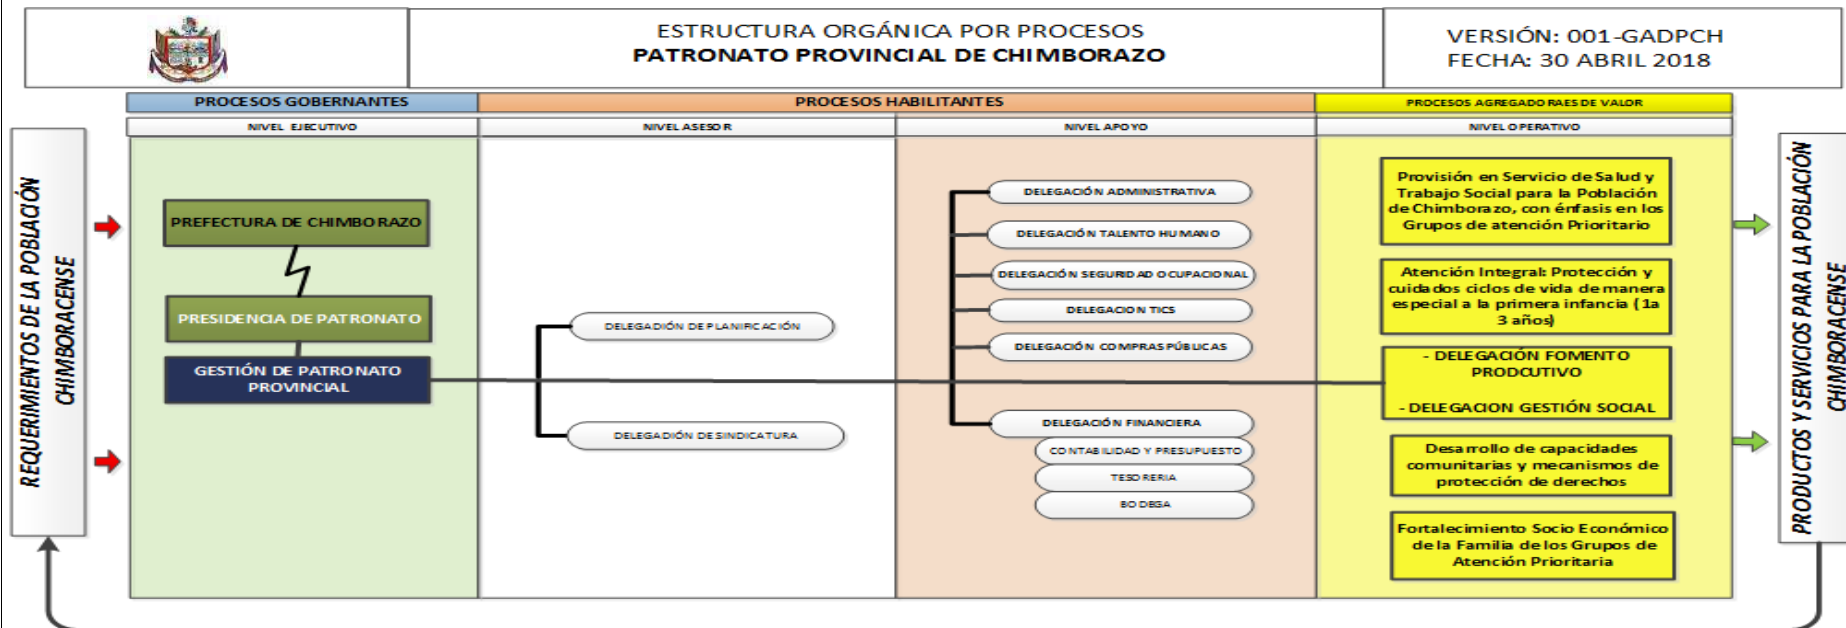 ESTRUCTURA ORGÁNICA POR PROCESOS
PATRONATO PROVINCIAL DE CHIMBORAZO
VERSIÓN: 001-GADPCH
FECHA: 30 ABRIL 2018
PROCESOS GOBERNANTES
PROCESOS HABILITANTES
PROCESOS AGREGADORAES DE VALOR
NIVEL EJECUTIVO
NIVEL ASESOR
NIVEL APOYO
NIVEL OPERATIVO
REQUERIMIENTOS DE LA POBLACIÓN
CHIMBORACENSE
PREFECTURA DE CHIMBORAZO
PRESIDENCIA DE PATRONATO
GESTIÓN DE PATRONATO
PROVINCIAL
DELEGADIÓN DE PLANIFICACIÓN
DELEGADIÓN DE SINDICATURA
DELEGACIÓN ADMINISTRATIVA
DELEGACIÓN TALENTO HUMANO
DELEGACIÓN SEGURIDAD OCUPACIONAL
DELEGACION TICS
DELEGACIÓN COMPRAS PÚBLICAS
DELEGACIÓN FINANCIERA
CONTABILIDAD Y PRESUPUESTO
TESORERIA
BODEGA
Provisión en Servicio de Salud y
Trabajo Social para la Población
de Chimborazo, con énfasis en los
Grupos de atención Prioritario
Atención Integral: Protección y
cuidados ciclos de vida de manera
especial a la primera infancia (1a
3 años)
- DELEGACIÓN FOMENTO
PRODCUTIVO
- DELEGACION GESTIÓN SOCIAL
Desarrollo de capacidades
comunitarias y mecanismos de
protección de derechos
Fortalecimiento Socio Económico
de la Familia de los Grupos de
Atención Prioritaria
PRODUCTOS Y SERVICIOS PARA LA POBLACIÓN
CHIMBORACENSE